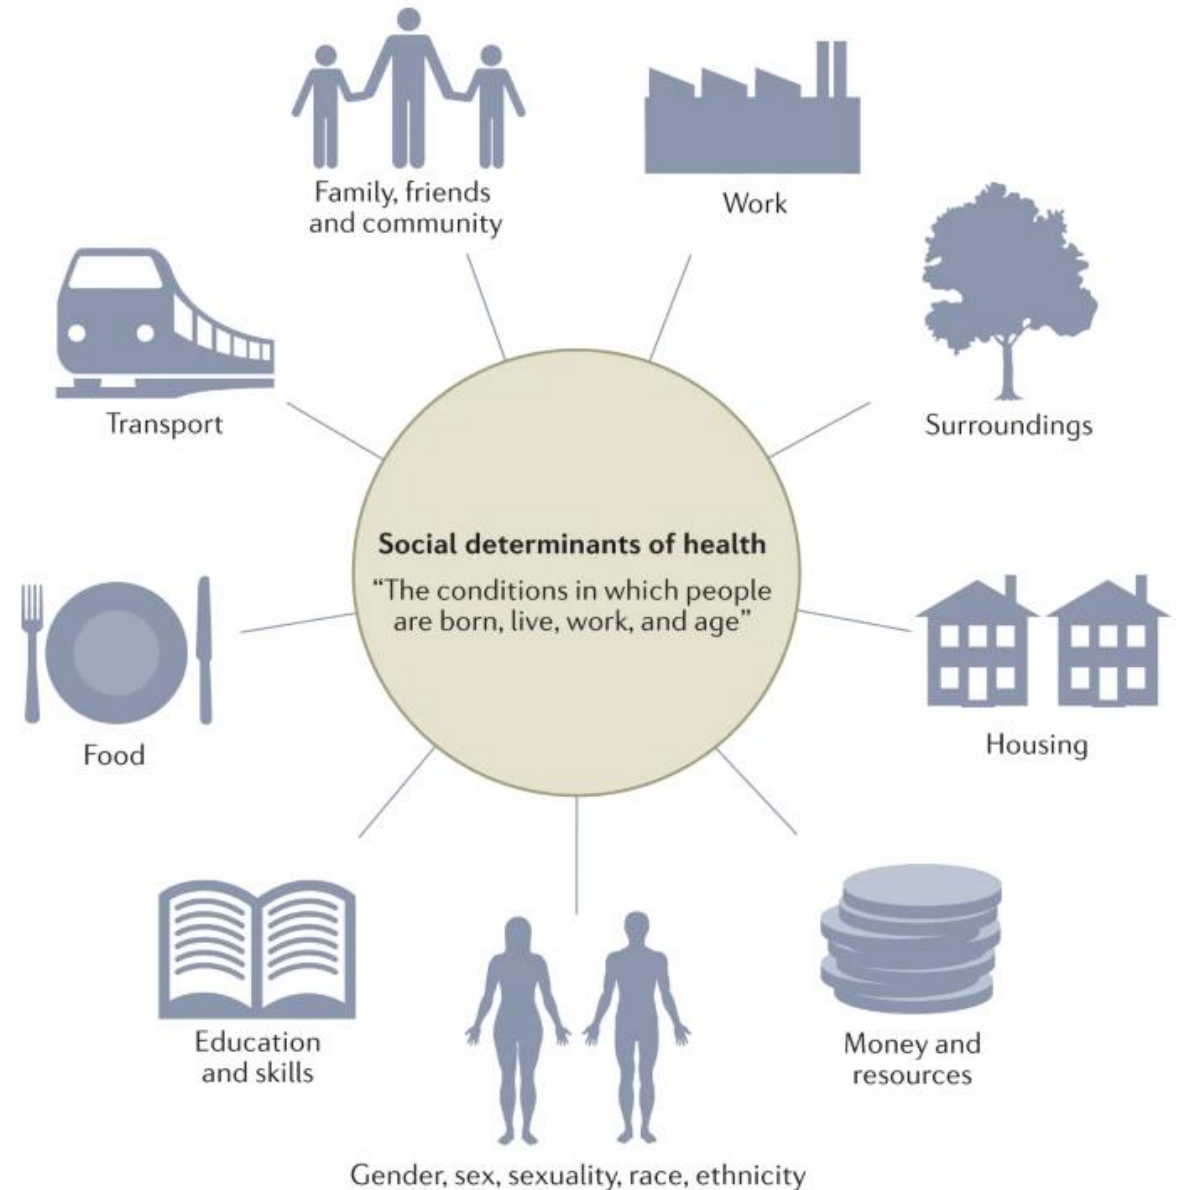 Family, friends
and community
Work
Transport
Surroundings
Social determinants of health
“The conditions in which people
are born, live, work, and age”
Food
Housing
Education
and skills
Money and
resources
Gender, sex, sexuality, race, ethnicity